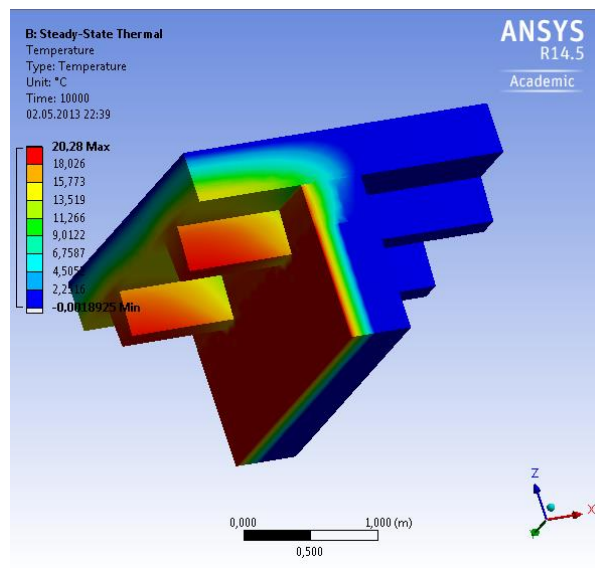 B: Steady-State Thermal
Temperature
Type: Temperature
Unit: °C
Time: 10000
02.05.2013 22:39
ANSYS
R14.5
Academic
20,28 Max
18,026
15,773
13,519
11,266
9,0122
6,7587
4,505
2,2516
-0,0018925 Min
Z
X
0,000
1,000 (m)
0,500